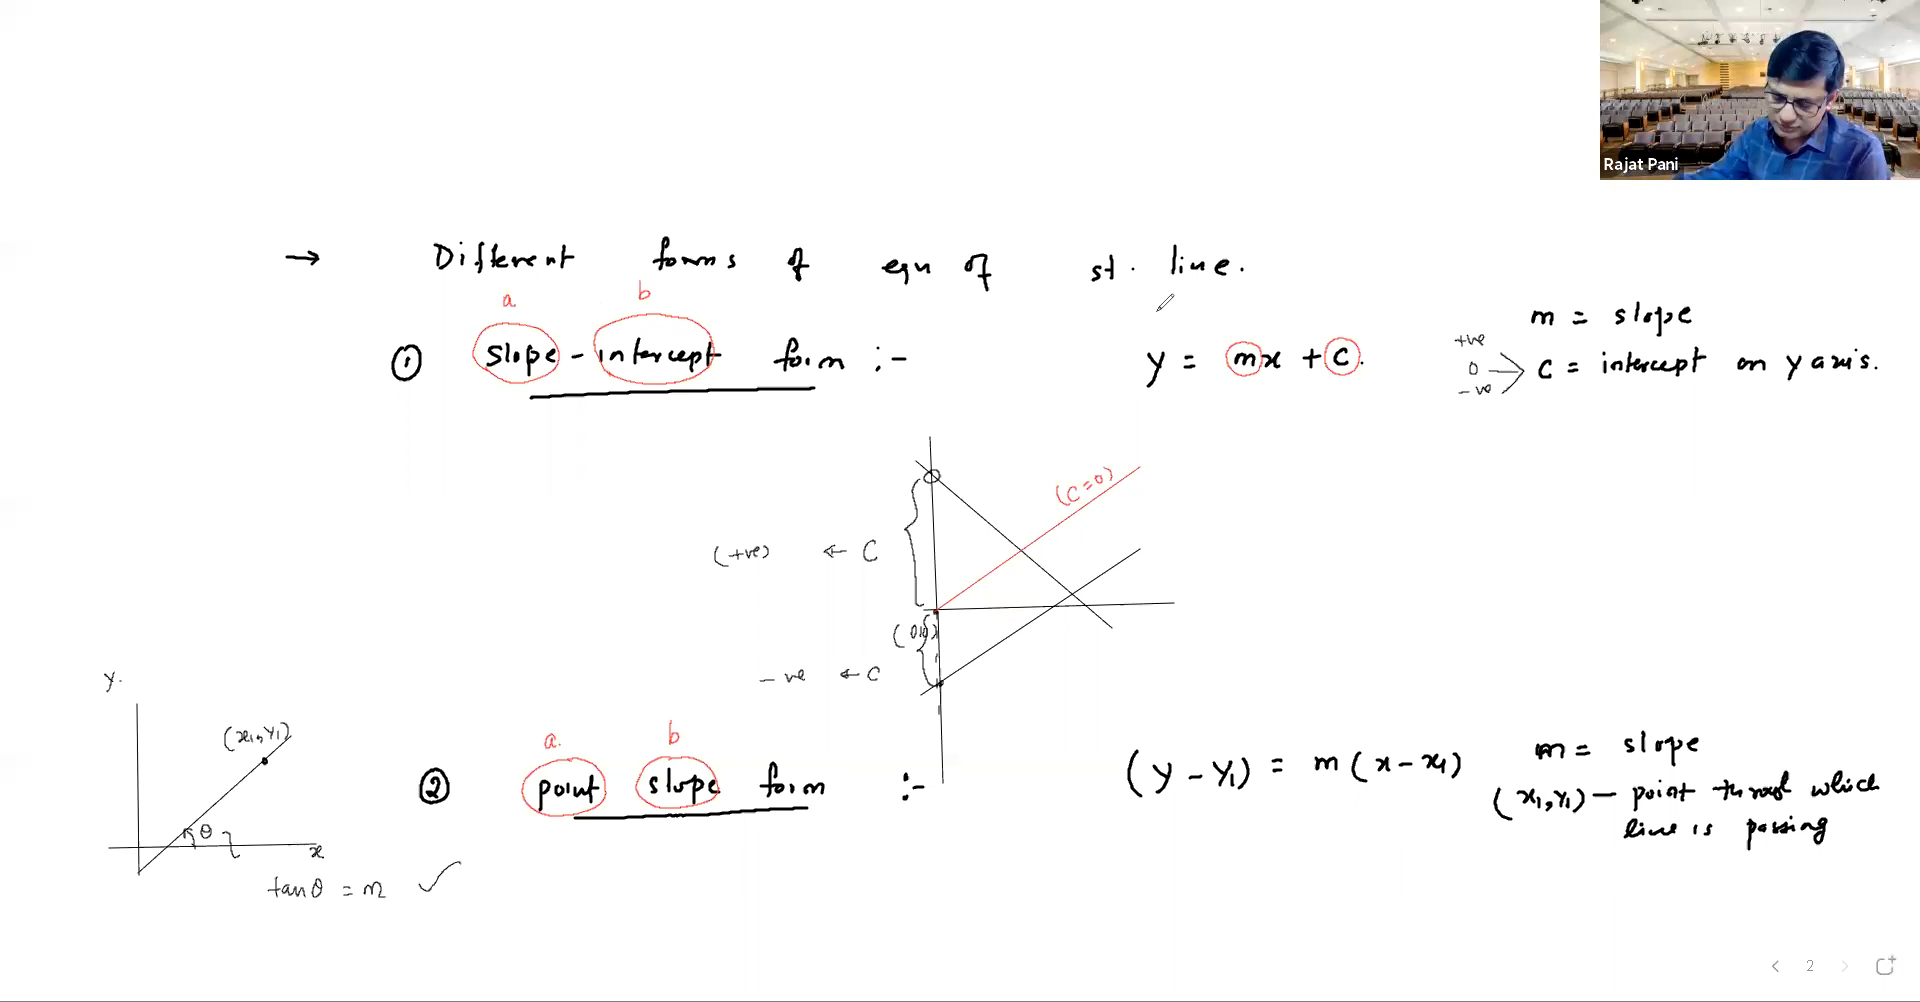 Rajat Pani
→ Different forms of eqn of st. line.
a b
① slope - intercept form :- y = mx + c.
m = slope
+ve
0
- ve
c = intercept on y axis.
(c=0)
(+ve) ← C
(0,0)
- ve ← C
y.
(x₁,y₁)
θ
x
tanθ = m ✓
a. b
② point slope form :- (y - y₁) = m(x - x₁)
m = slope
(x₁,y₁) - point through which
line is passing
2